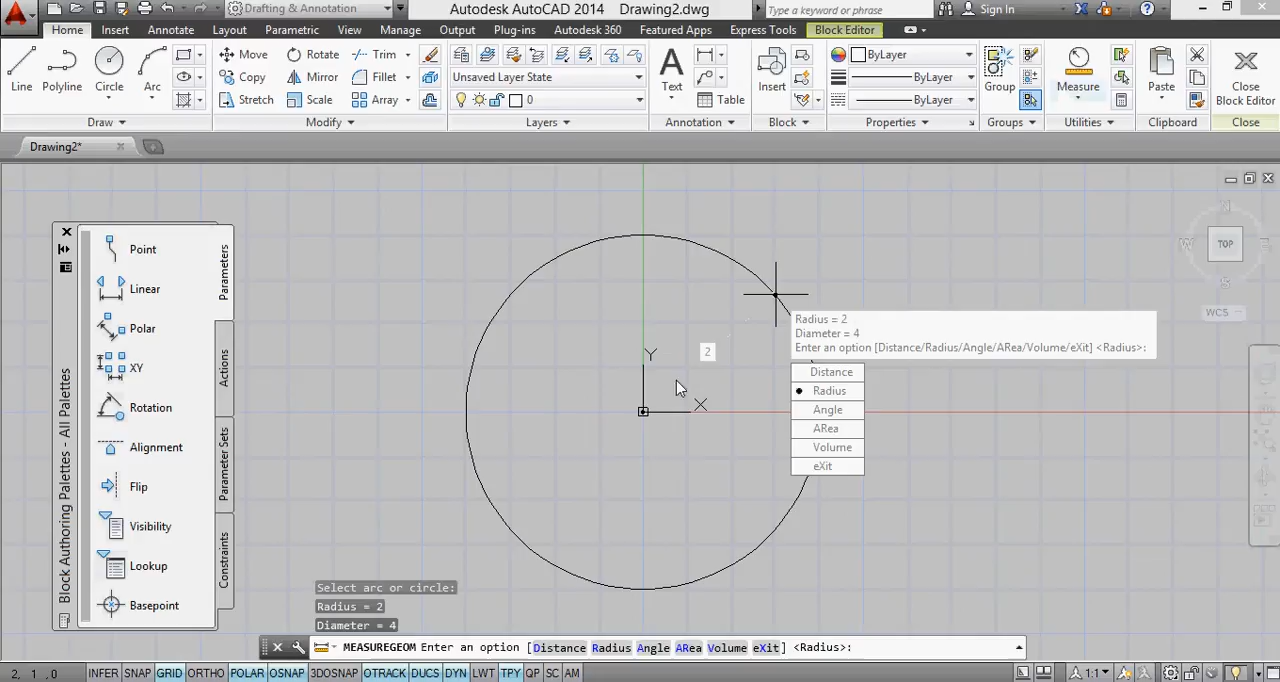 Drafting & Annotation
Autodesk AutoCAD 2014 Drawing2.dwg
Type a keyword or phrase
Sign In
Home Insert Annotate Layout Parametric View Manage Output Plug-ins Autodesk 360 Featured Apps Express Tools Block Editor
Line Polyline Circle Arc
Move Rotate Trim
Copy Mirror Fillet
Stretch Scale Array
Unsaved Layer State
0
Text
Table
Insert
ByLayer
ByLayer
ByLayer
Group
Measure
Paste
Close
Block Editor
Draw Modify Layers Annotation Block Properties Groups Utilities Clipboard Close
Drawing2*
Block Authoring Palettes - All Palettes
Point
Linear
Polar
XY
Rotation
Alignment
Flip
Visibility
Lookup
Basepoint
Parameters
Actions
Parameter Sets
Constraints
N
W
TOP
E
S
WCS
Y
X
2
Radius = 2
Diameter = 4
Enter an option [Distance/Radius/Angle/ARea/Volume/eXit] <Radius>:
Distance
Radius
Angle
ARea
Volume
eXit
Select arc or circle:
Radius = 2
Diameter = 4
MEASUREGEOM Enter an option [Distance Radius Angle ARea Volume eXit] <Radius>:
2, 1 ,0
INFER SNAP GRID ORTHO POLAR OSNAP 3DOSNAP OTRACK DUCS DYN LWT TPY QP SC AM
1:1